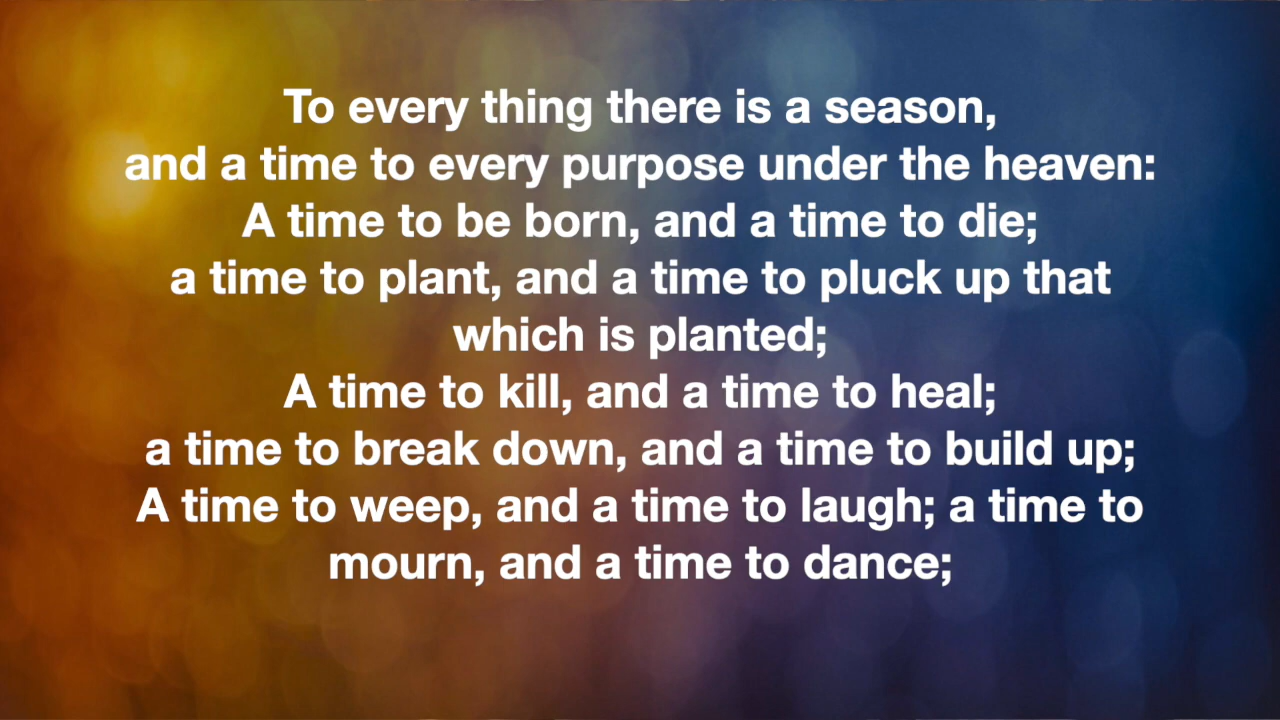 To every thing there is a season,
and a time to every purpose under the heaven:
A time to be born, and a time to die;
a time to plant, and a time to pluck up that
which is planted;
A time to kill, and a time to heal;
a time to break down, and a time to build up;
A time to weep, and a time to laugh; a time to
mourn, and a time to dance;